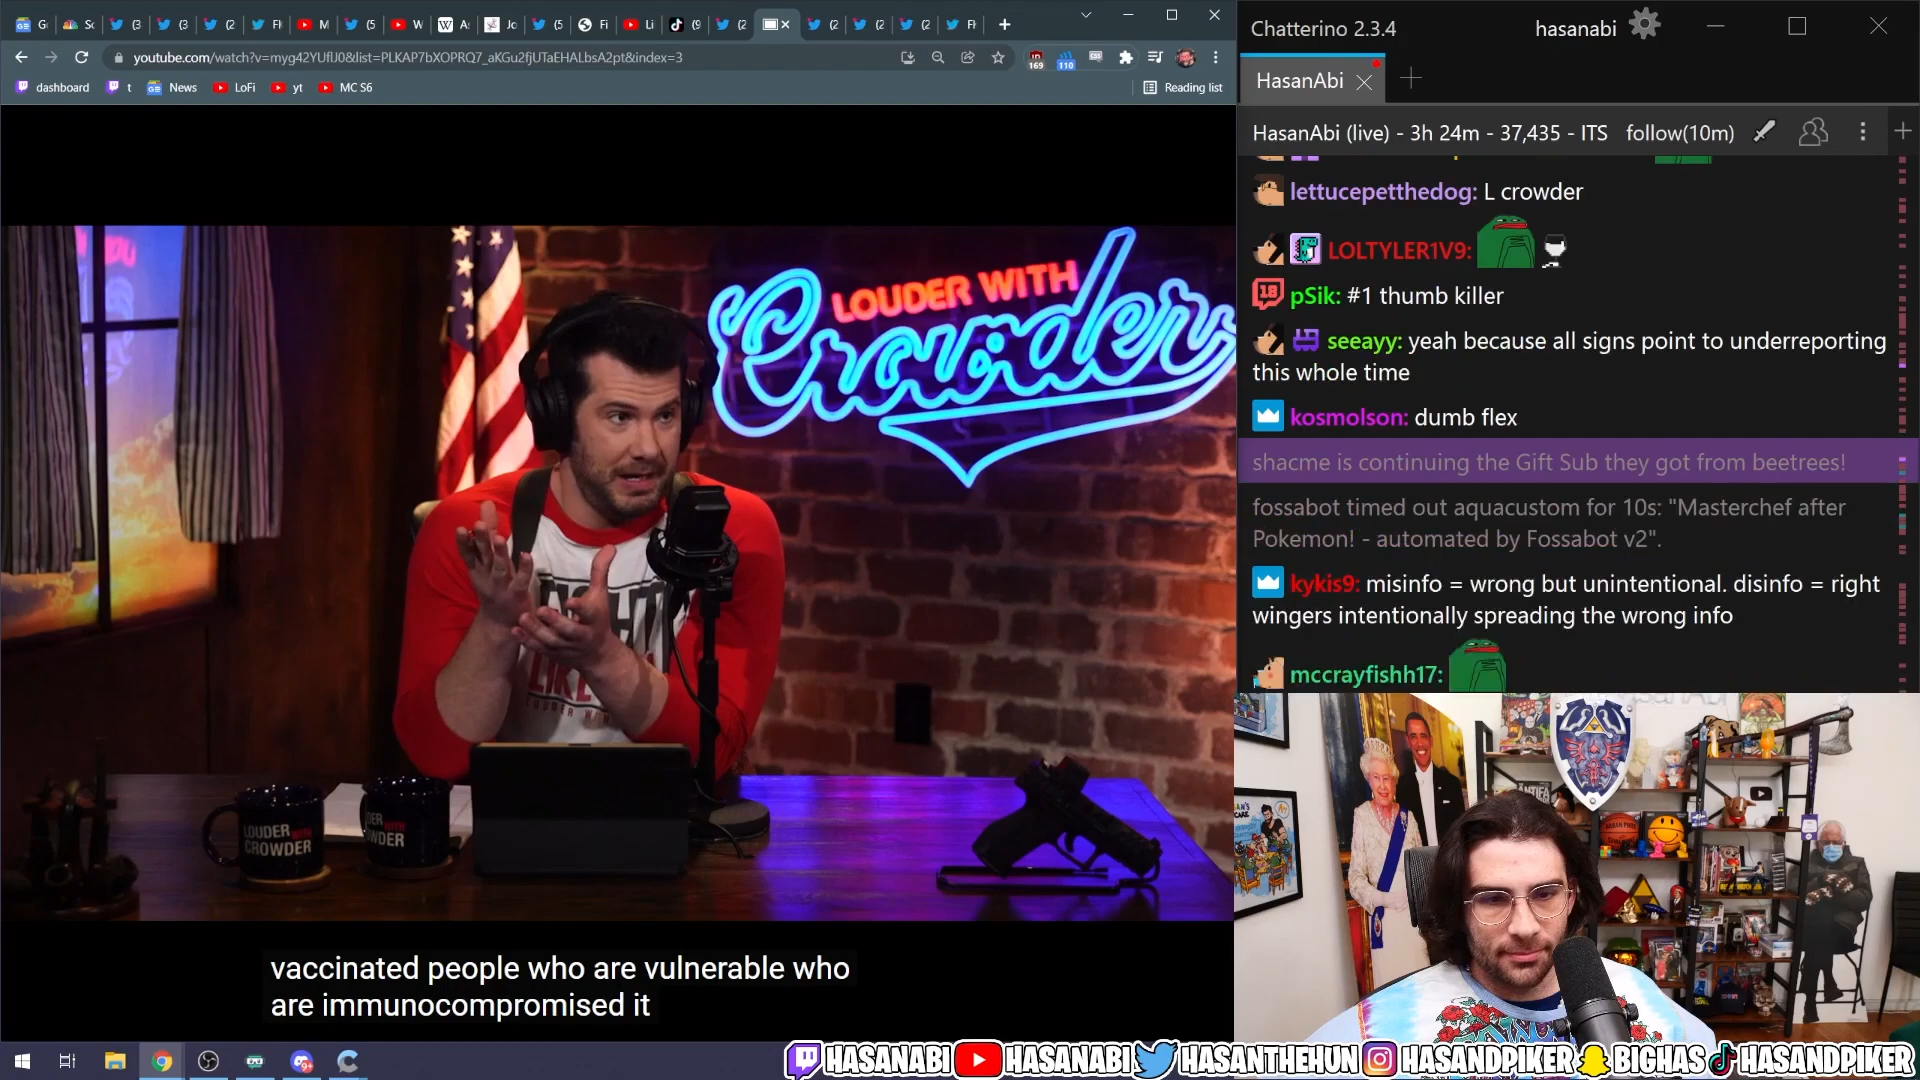 youtube.com/watch?v=myg42YUflJ0&list=PLKAP7bXOPRQ7_aKGu2fjUTaEHALbsA2pt&index=3
169
110
dashboard
t
News
LoFi
yt
MC S6
Reading list
LOUDER WITH
Crowder
LOUDER WITH
CROWDER
vaccinated people who are vulnerable who
are immunocompromised it
Chatterino 2.3.4
hasanabi
HasanAbi
HasanAbi (live) - 3h 24m - 37,435 - ITS
follow(10m)
lettucepetthedog: L crowder
LOLTYLER1V9:
18 pSik: #1 thumb killer
seeayy: yeah because all signs point to underreporting
this whole time
kosmolson: dumb flex
shacme is continuing the Gift Sub they got from beetrees!
fossabot timed out aquacustom for 10s: "Masterchef after
Pokemon! - automated by Fossabot v2".
kykis9: misinfo = wrong but unintentional. disinfo = right
wingers intentionally spreading the wrong info
mccrayfishh17:
HASANABI HASANABI HASANTHEHUN HASANDPIKER BIGHAS HASANDPIKER